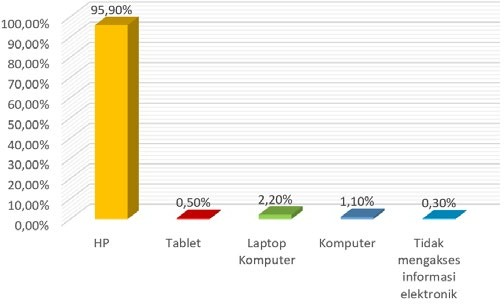 95,90%
100,00%
90,00%
80,00%
70,00%
60,00%
50,00%
40,00%
30,00%
20,00%
10,00%
0,00%
0,50%
2,20%
1,10%
0,30%
HP
Tablet
Laptop
Komputer
Komputer
Tidak
mengakses
informasi
elektronik